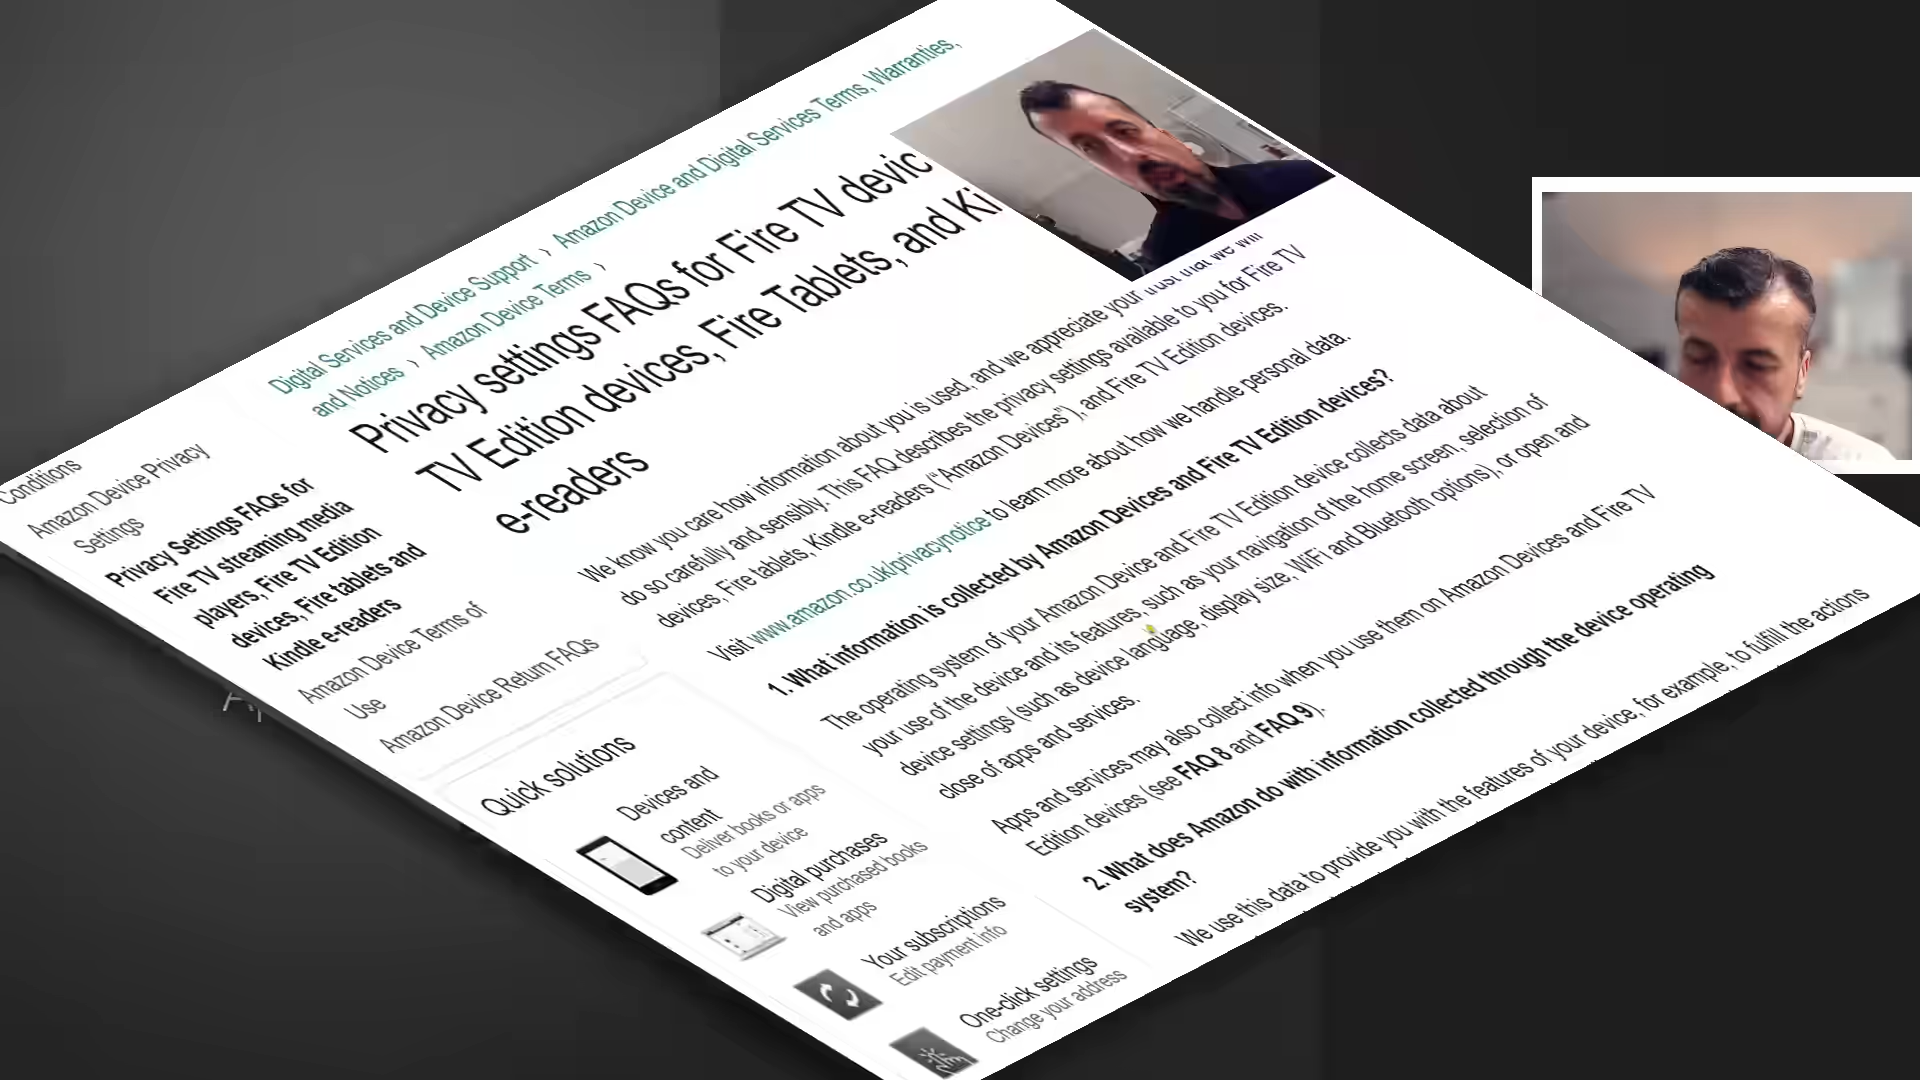 Digital Services and Device Support › Amazon Device and Digital Services Terms, Warranties,
and Notices › Amazon Device Terms ›
Privacy settings FAQs for Fire TV devic
TV Edition devices, Fire Tablets, and Ki
e-readers
We know you care how information about you is used, and we appreciate your trust that we will
do so carefully and sensibly. This FAQ describes the privacy settings available to you for Fire TV
devices, Fire tablets, Kindle e-readers (“Amazon Devices”), and Fire TV Edition devices.
Visit www.amazon.co.uk/privacynotice to learn more about how we handle personal data.
1. What information is collected by Amazon Devices and Fire TV Edition devices?
The operating system of your Amazon Device and Fire TV Edition device collects data about
your use of the device and its features, such as your navigation of the home screen, selection of
device settings (such as device language, display size, WiFi and Bluetooth options), or open and
close of apps and services.
Apps and services may also collect info when you use them on Amazon Devices and Fire TV
Edition devices (see FAQ 8 and FAQ 9).
2. What does Amazon do with information collected through the device operating
system?
We use this data to provide you with the features of your device, for example, to fulfill the actions
Conditions
Amazon Device Privacy
Settings
Privacy Settings FAQs for
Fire TV streaming media
players, Fire TV Edition
devices, Fire tablets and
Kindle e-readers
Amazon Device Terms of
Use
Amazon Device Return FAQs
Quick solutions
Devices and
content
Deliver books or apps
to your device
Digital purchases
View purchased books
and apps
Your subscriptions
Edit payment info
One-click settings
Change your address